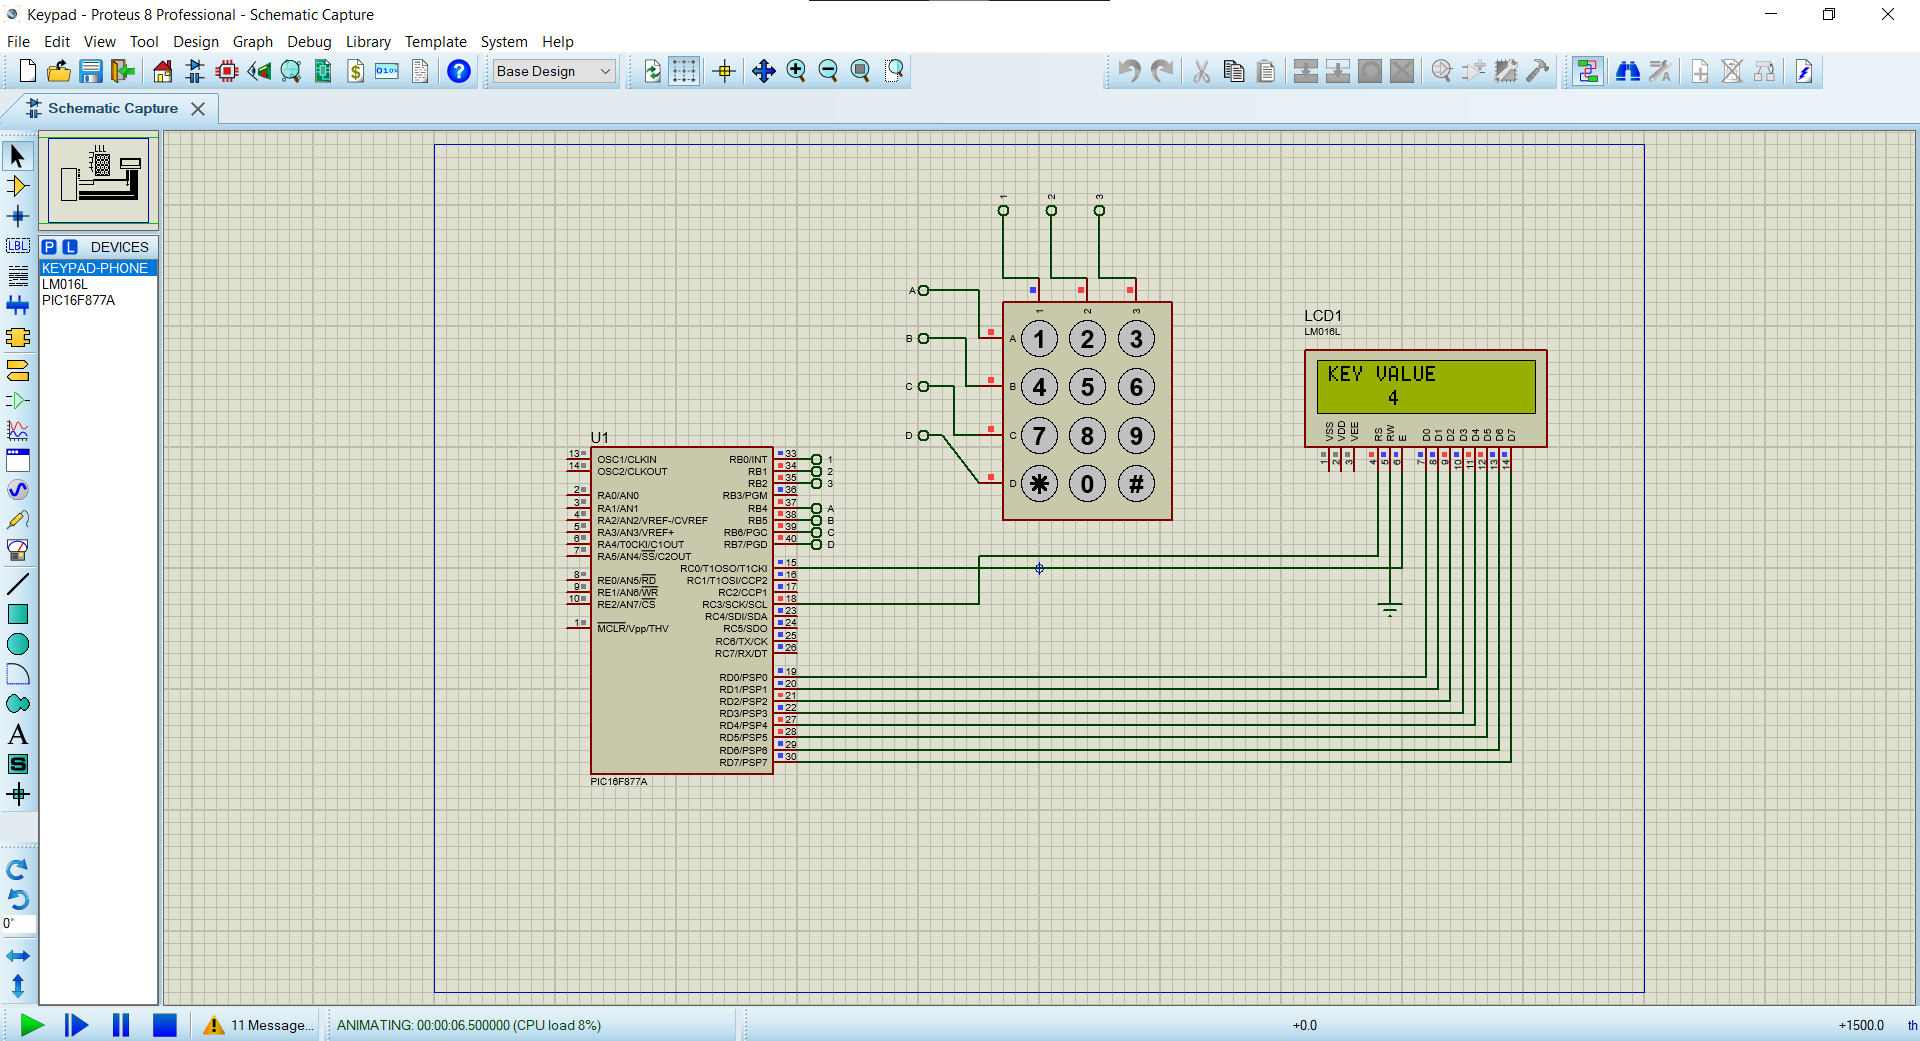 Keypad - Proteus 8 Professional - Schematic Capture
File Edit View Tool Design Graph Debug Library Template System Help
Base Design
Schematic Capture
P L DEVICES
KEYPAD-PHONE
LM016L
PIC16F877A
LBL
A
S
0°
1 2 3
A
B
C
D
1 2 3
A 1 2 3
B 4 5 6
C 7 8 9
D * 0 #
LCD1
LM016L
KEY VALUE
4
VSS VDD VEE RS RW E D0 D1 D2 D3 D4 D5 D6 D7
1 2 3 4 5 6 7 8 9 10 11 12 13 14
U1
13 OSC1/CLKIN RB0/INT 33 1
14 OSC2/CLKOUT RB1 34 2
RB2 35 3
2 RA0/AN0 RB3/PGM 36
3 RA1/AN1 RB4 37 A
4 RA2/AN2/VREF-/CVREF RB5 38 B
5 RA3/AN3/VREF+ RB6/PGC 39 C
6 RA4/T0CKI/C1OUT RB7/PGD 40 D
7 RA5/AN4/SS/C2OUT
RC0/T1OSO/T1CKI 15
8 RE0/AN5/RD RC1/T1OSI/CCP2 16
9 RE1/AN6/WR RC2/CCP1 17
10 RE2/AN7/CS RC3/SCK/SCL 18
RC4/SDI/SDA 23
1 MCLR/Vpp/THV RC5/SDO 24
RC6/TX/CK 25
RC7/RX/DT 26
RD0/PSP0 19
RD1/PSP1 20
RD2/PSP2 21
RD3/PSP3 22
RD4/PSP4 27
RD5/PSP5 28
RD6/PSP6 29
RD7/PSP7 30
PIC16F877A
11 Message... ANIMATING: 00:00:06.500000 (CPU load 8%) +0.0 +1500.0 th